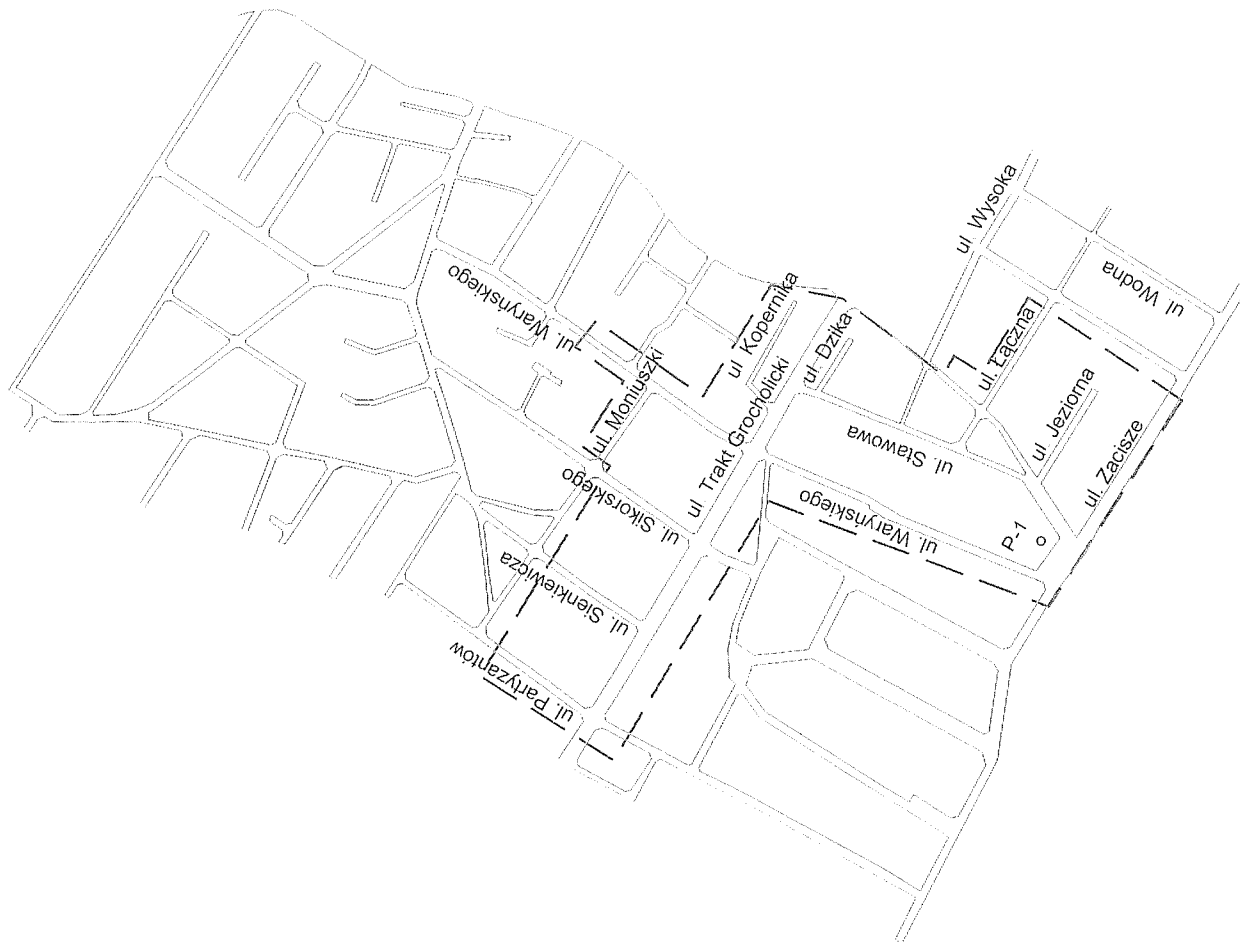 ul. Wysoka
ul. Wodna
ul. Waryńskiego
ul Kopernika
ul. Łączna
ul Dzika
ul. Moniuszki
ul Trakt Grocholicki
ul Jeziorna
ul. Stawowa
ul. Zacisze
ul. Sikorskiego
ul. Waryńskiego
P-1
ul. Sienkiewicza
ul. Partyzantów